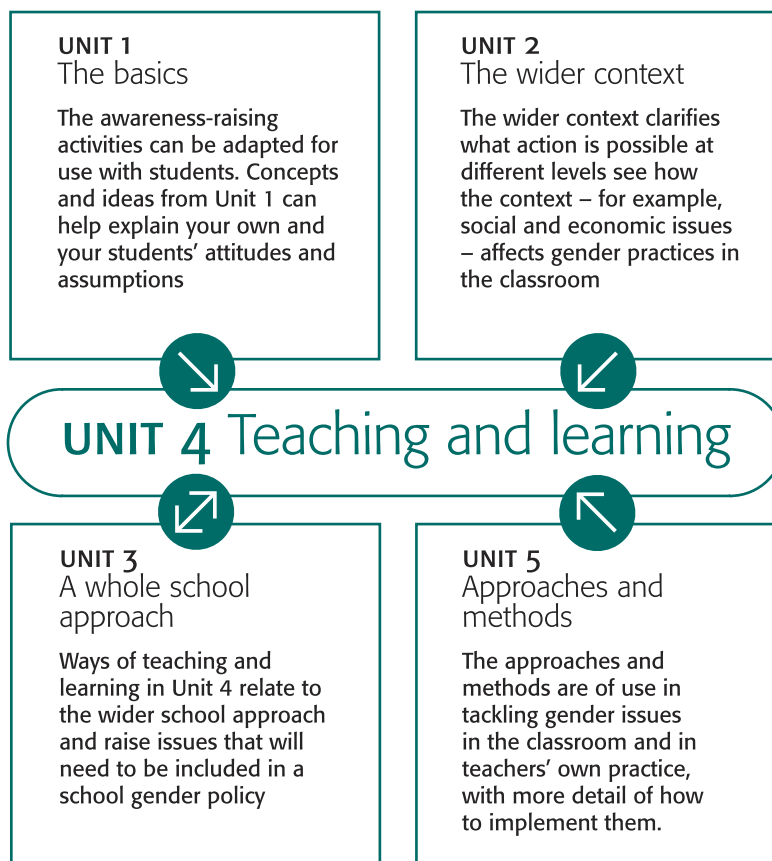 UNIT 1
The basics
The awareness-raising
activities can be adapted for
use with students. Concepts
and ideas from Unit 1 can
help explain your own and
your students’ attitudes and
assumptions
UNIT 2
The wider context
The wider context clarifies
what action is possible at
different levels see how
the context – for example,
social and economic issues
– affects gender practices in
the classroom
UNIT 4 Teaching and learning
UNIT 3
A whole school
approach
Ways of teaching and
learning in Unit 4 relate to
the wider school approach
and raise issues that will
need to be included in a
school gender policy
UNIT 5
Approaches and
methods
The approaches and
methods are of use in
tackling gender issues
in the classroom and in
teachers’ own practice,
with more detail of how
to implement them.